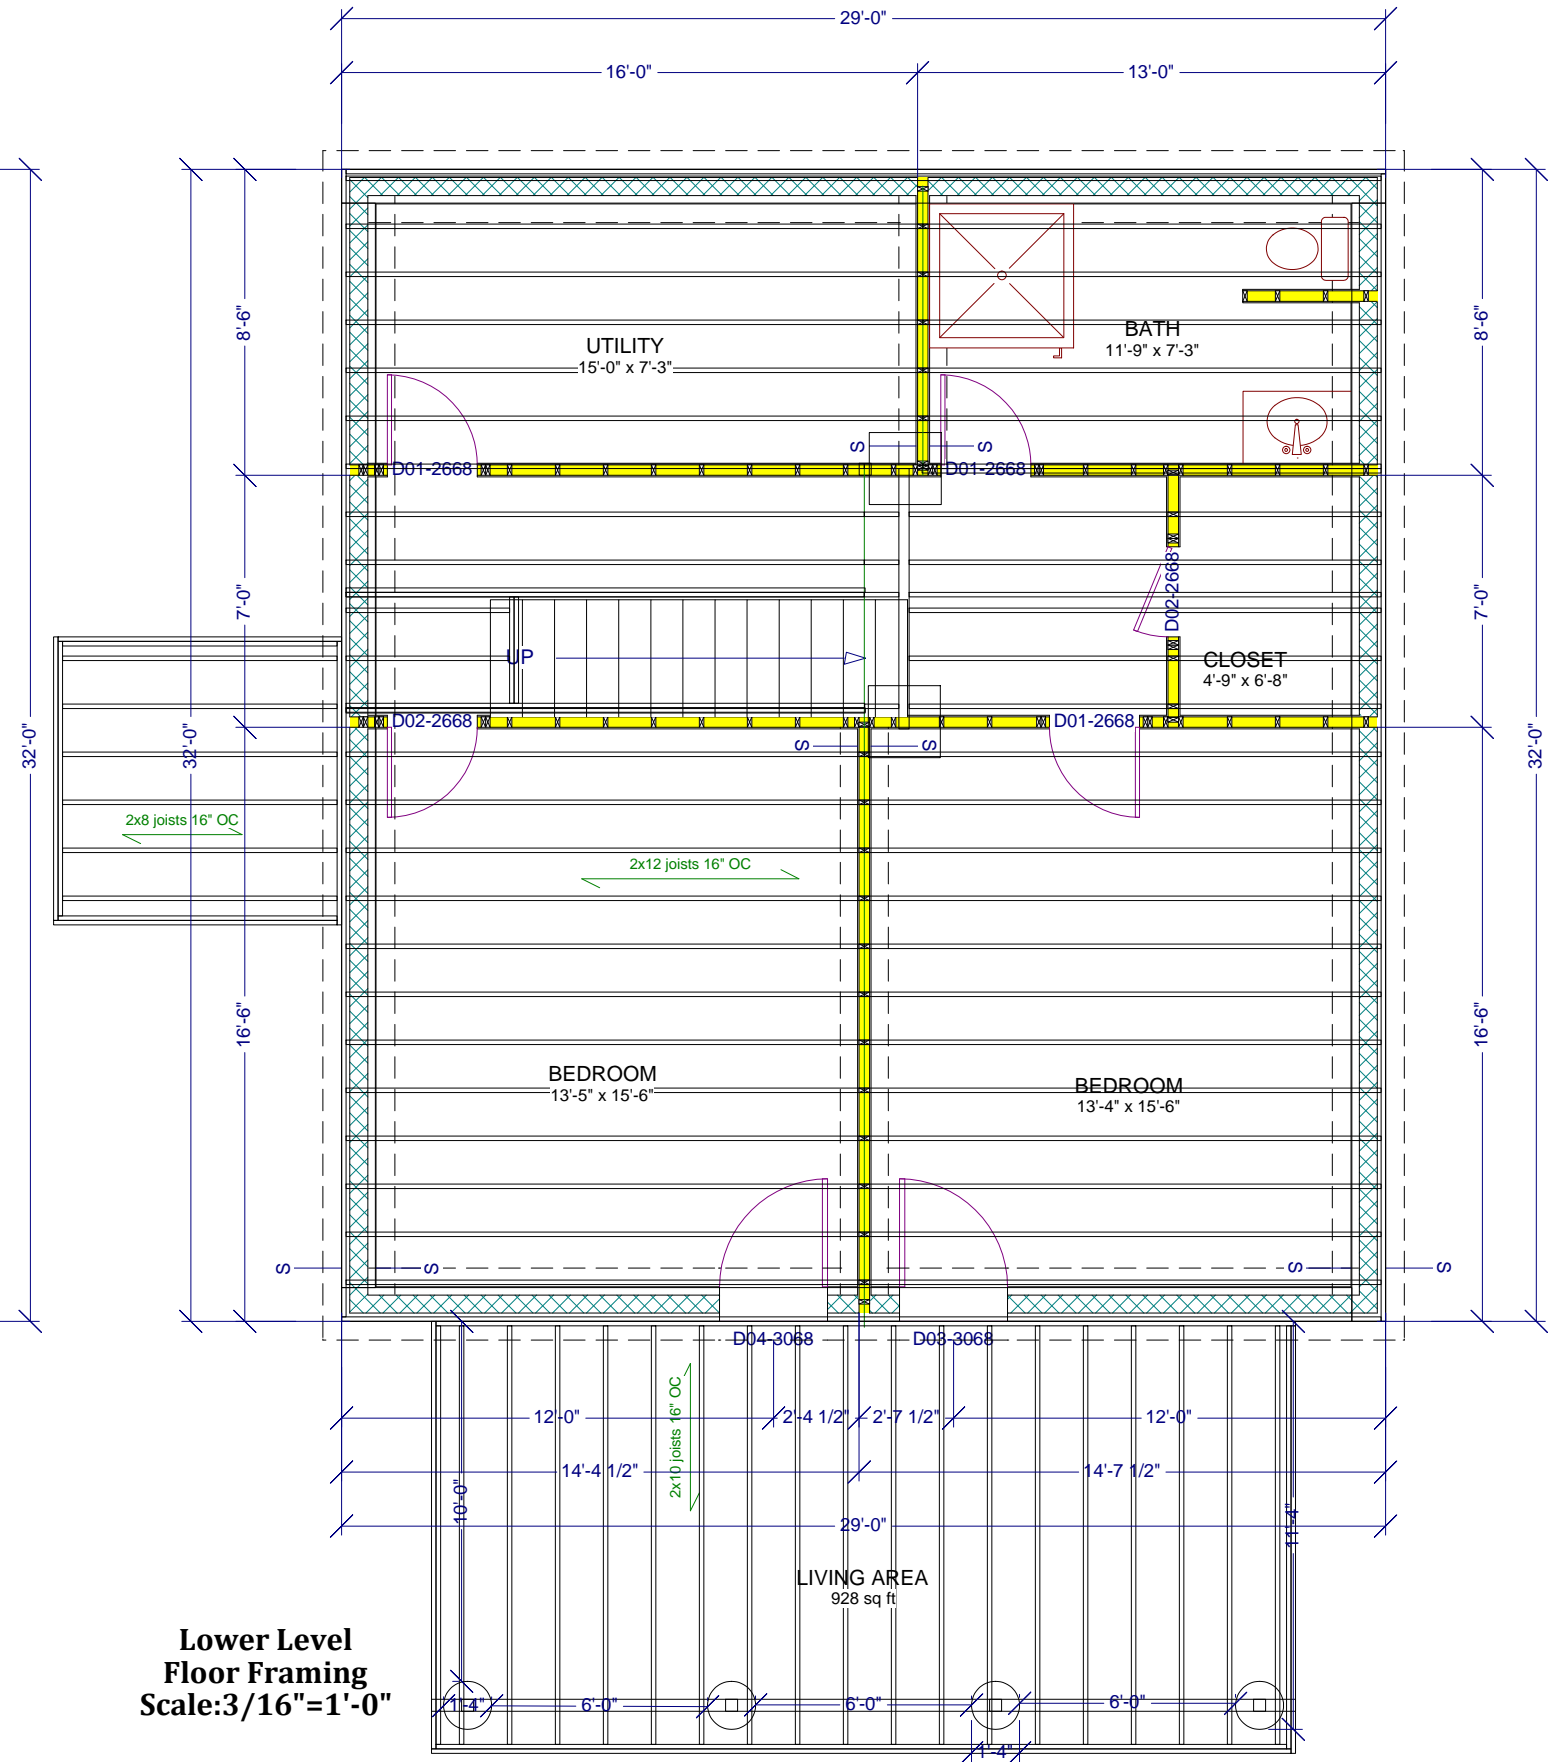 29'-0"
16'-0"
13'-0"
8'-6"
8'-6"
UTILITY
15'-0" x 7'-3"
BATH
11'-9" x 7'-3"
S
S
D01-2668
D01-2668
32'-0"
32'-0"
7'-0"
7'-0"
32'-0"
D02-2668
UP
CLOSET
4'-9" x 6'-8"
D02-2668
D01-2668
S
S
2x8 joists 16" OC
2x12 joists 16" OC
16'-6"
16'-6"
BEDROOM
13'-5" x 15'-6"
BEDROOM
13'-4" x 15'-6"
S
S
S
S
D04-3068
D03-3068
12'-0"
2'-4 1/2"
2'-7 1/2"
12'-0"
2x10 joists 16" OC
14'-4 1/2"
14'-7 1/2"
10'-0"
29'-0"
11'-4"
LIVING AREA
928 sq ft
Lower Level
Floor Framing
Scale:3/16"=1'-0"
1'-4"
6'-0"
6'-0"
6'-0"
1'-4"